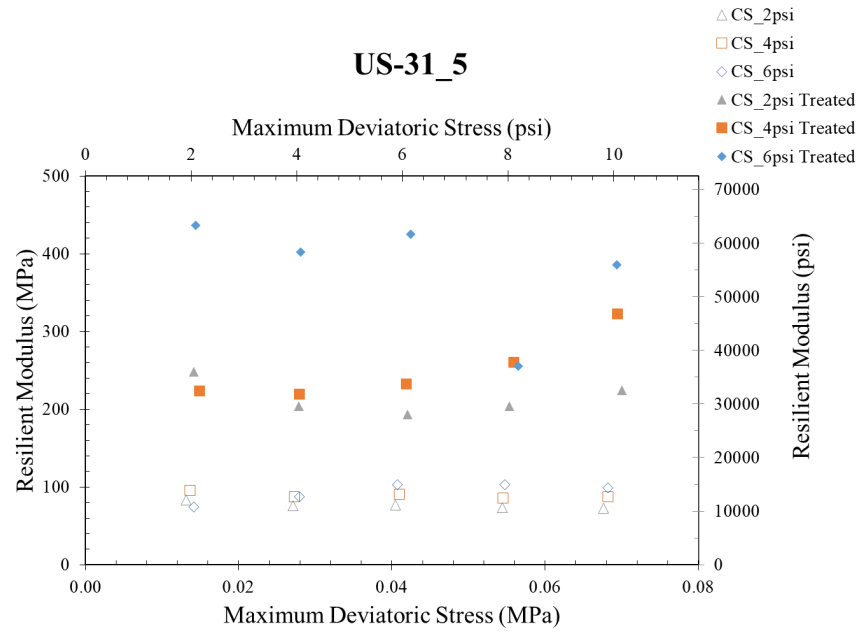 CS_2psi
CS_4psi
CS_6psi
CS_2psi Treated
CS_4psi Treated
CS_6psi Treated
US-31_5
Maximum Deviatoric Stress (psi)
0 2 4 6 8 10
500
400
300
200
100
0
Resilient Modulus (MPa)
70000
60000
50000
40000
30000
20000
10000
0
Resilient Modulus (psi)
0.00 0.02 0.04 0.06 0.08
Maximum Deviatoric Stress (MPa)